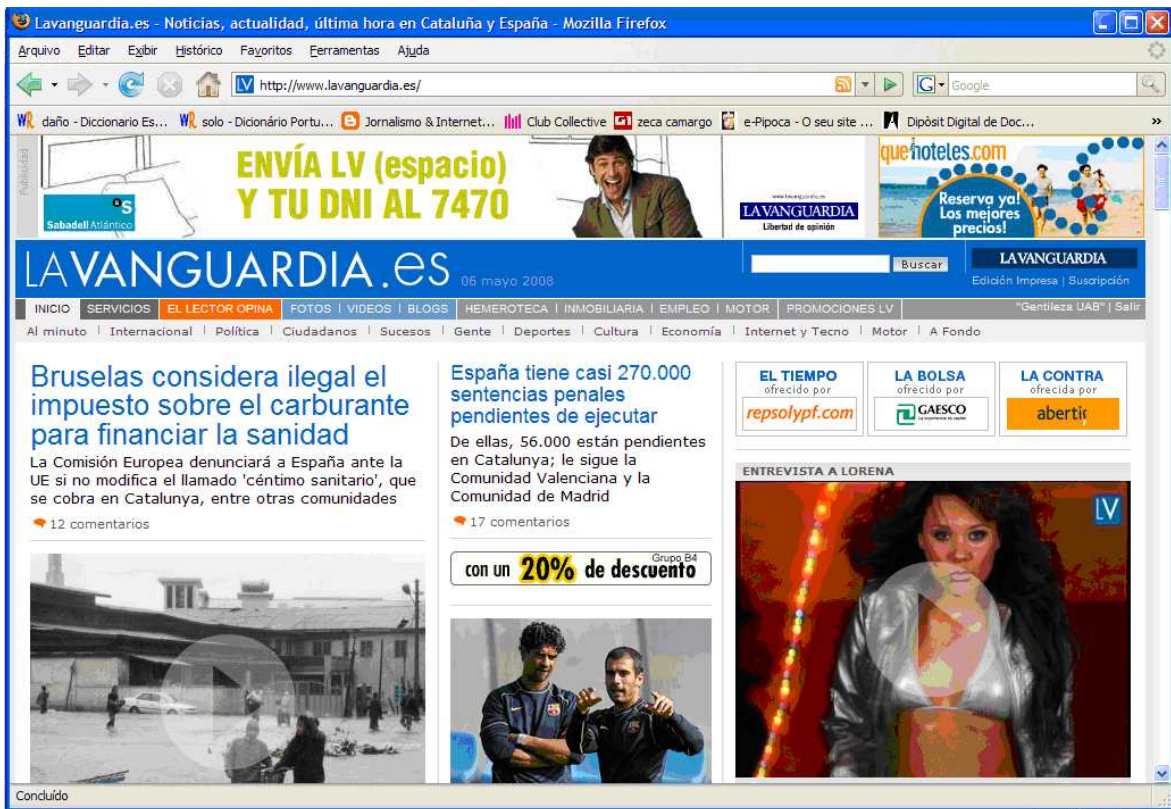 Lavanguardia.es - Noticias, actualidad, última hora en Cataluña y España - Mozilla Firefox
Arquivo Editar Exibir Histórico Favoritos Ferramentas Ajuda
http://www.lavanguardia.es/
Google
daño - Diccionario Es... solo - Dicionário Portu... Jornalismo & Internet... Club Collective zeca camargo e-Pipoca - O seu site ... Dipòsit Digital de Doc... »
Publicidad
ENVÍA LV (espacio)
Y TU DNI AL 7470
Sabadell Atlántico
LAVANGUARDIA
Libertad de opinión
quehoteles.com
Reserva ya!
Los mejores
precios!
LAVANGUARDIA.es 06 mayo 2008
Buscar
LAVANGUARDIA
Edición Impresa | Suscripción
INICIO SERVICIOS EL LECTOR OPINA FOTOS | VIDEOS | BLOGS HEMEROTECA | INMOBILIARIA | EMPLEO | MOTOR PROMOCIONES LV "Gentileza UAB" | Salir
Al minuto | Internacional | Política | Ciudadanos | Sucesos | Gente | Deportes | Cultura | Economía | Internet y Tecno | Motor | A Fondo
Bruselas considera ilegal el
impuesto sobre el carburante
para financiar la sanidad
La Comisión Europea denunciará a España ante la
UE si no modifica el llamado 'céntimo sanitario', que
se cobra en Catalunya, entre otras comunidades
12 comentarios
España tiene casi 270.000
sentencias penales
pendientes de ejecutar
De ellas, 56.000 están pendientes
en Catalunya; le sigue la
Comunidad Valenciana y la
Comunidad de Madrid
17 comentarios
Grupo B4
con un 20% de descuento
EL TIEMPO
ofrecido por
repsolypf.com
LA BOLSA
ofrecido por
GAESCO
LA CONTRA
ofrecida por
abertis
ENTREVISTA A LORENA
LV
Concluído